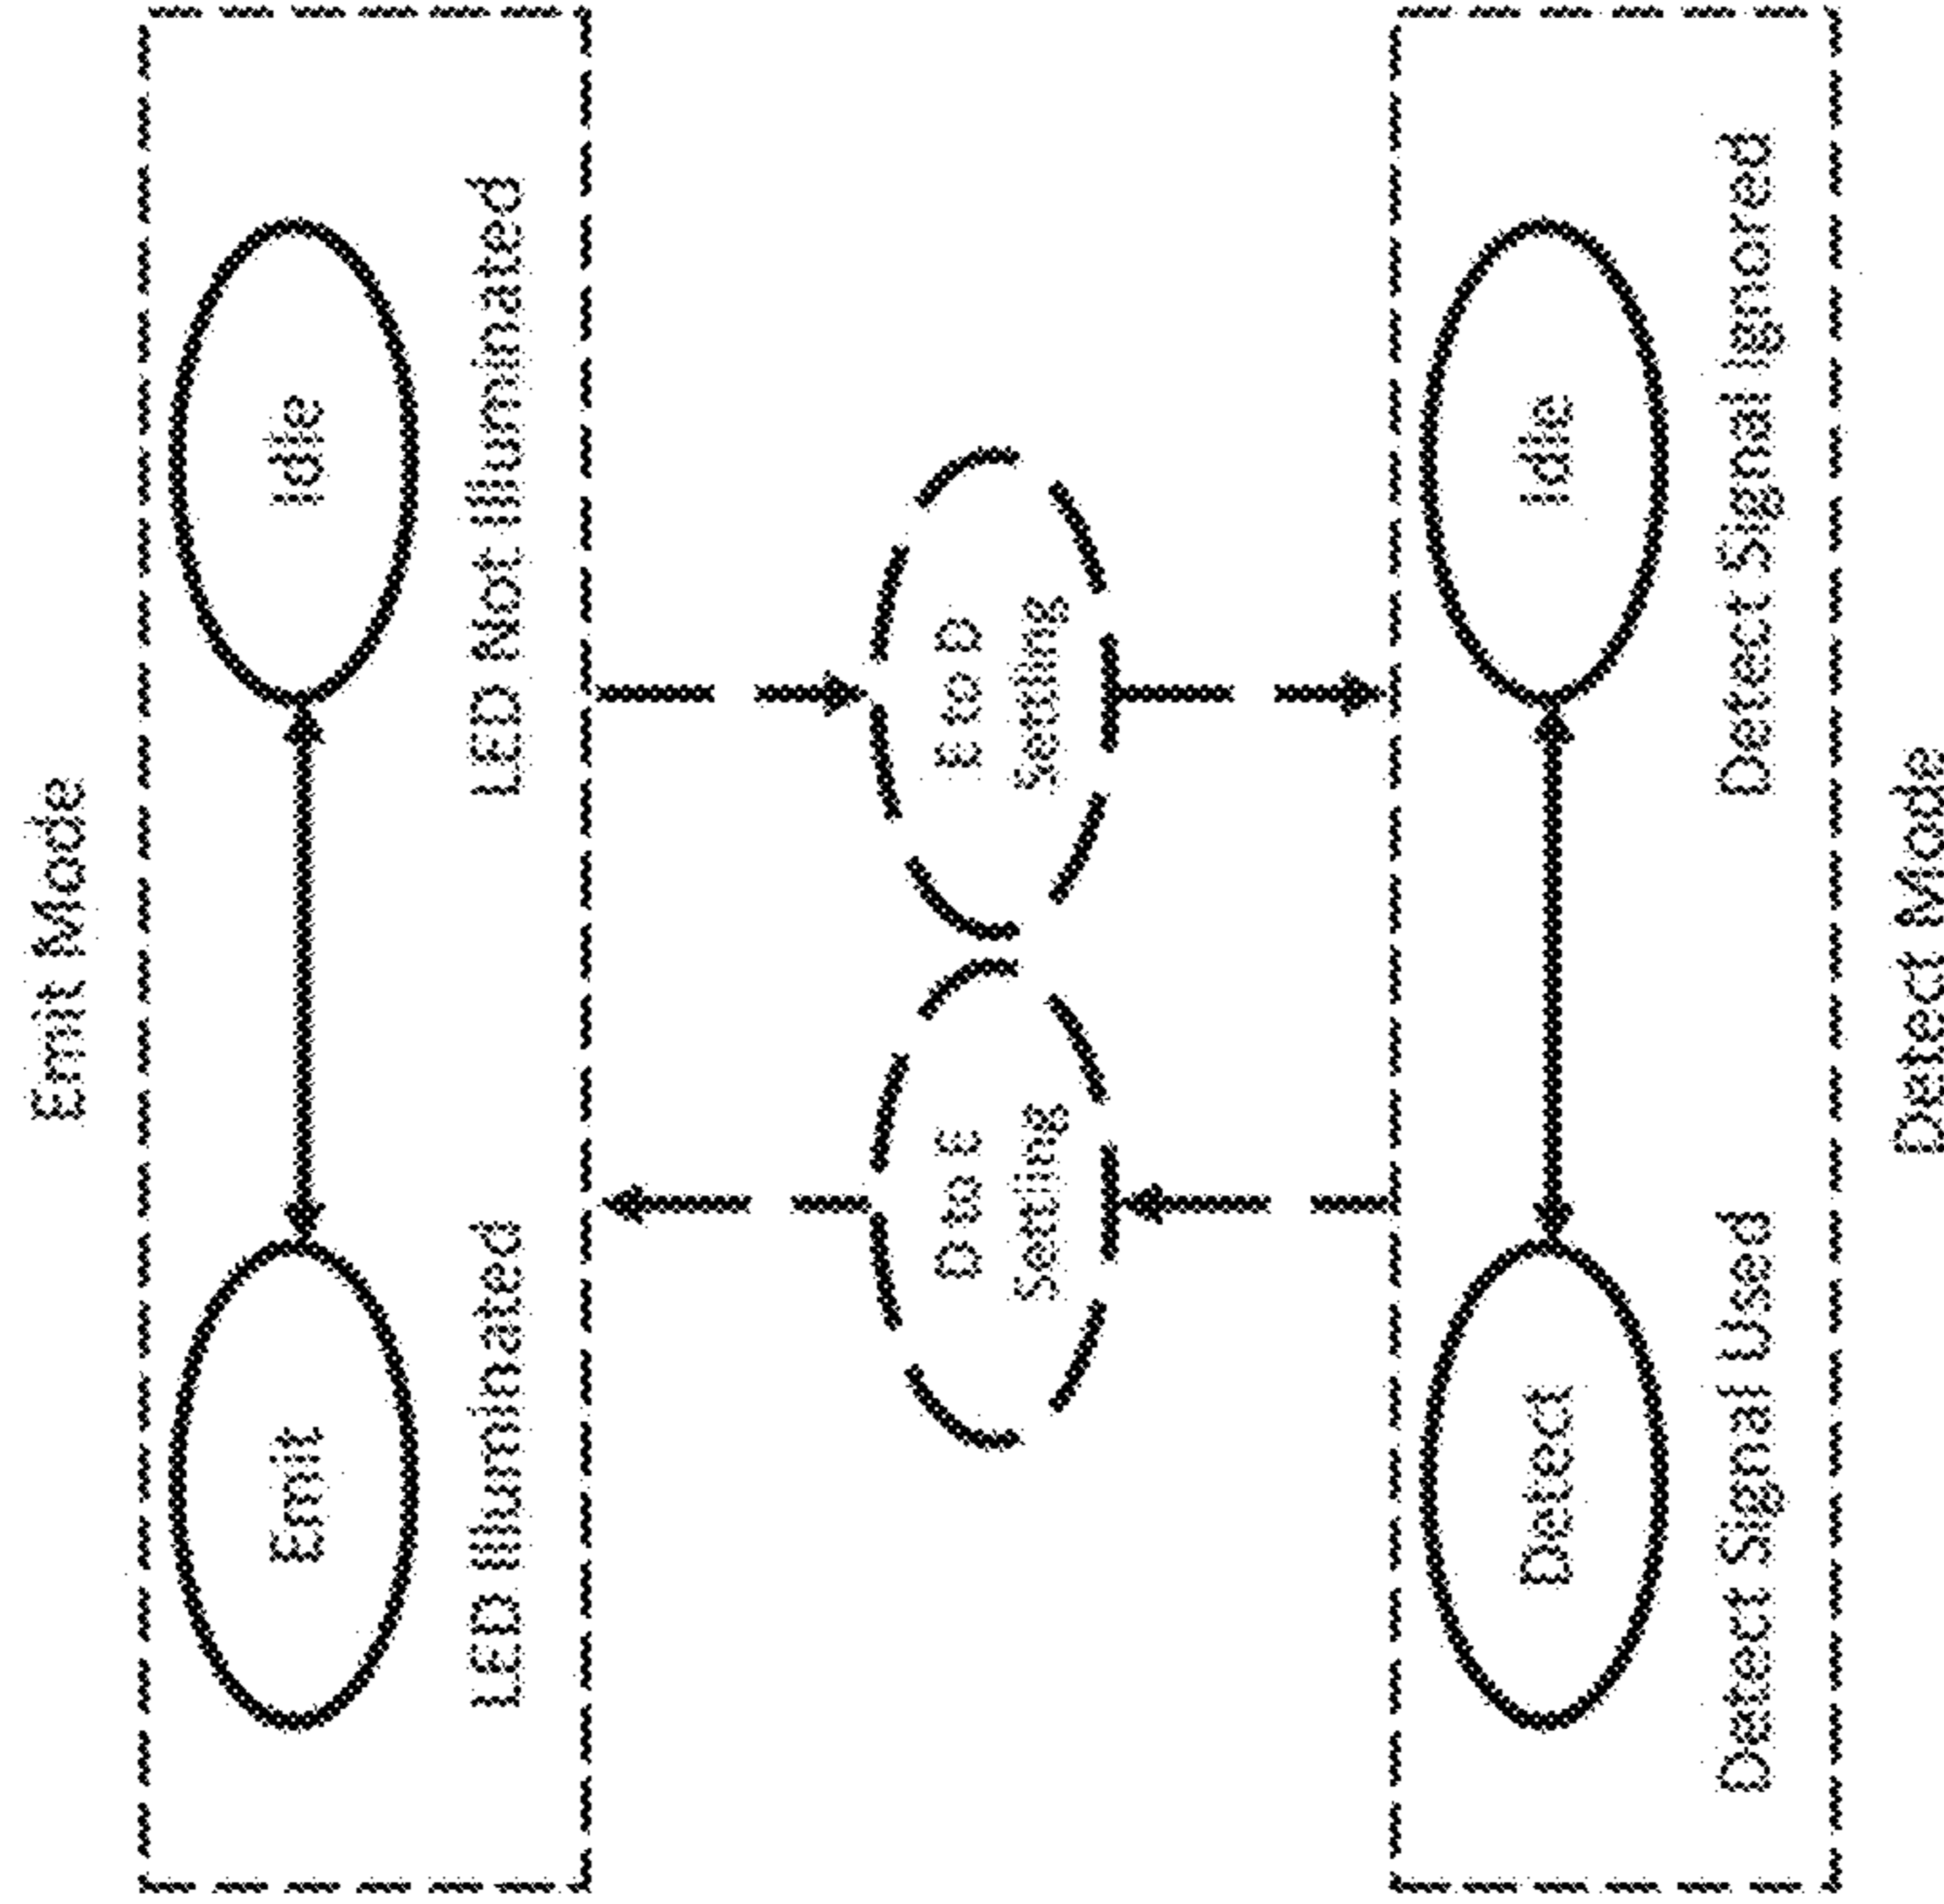 Emit Mode
Emit
Idle
LED Illuminated
LED Not Illuminated
D to E
Settling
E to D
Settling
Detect
Idle
Detect Signal Used
Detect Signal Ignored
Detect Mode